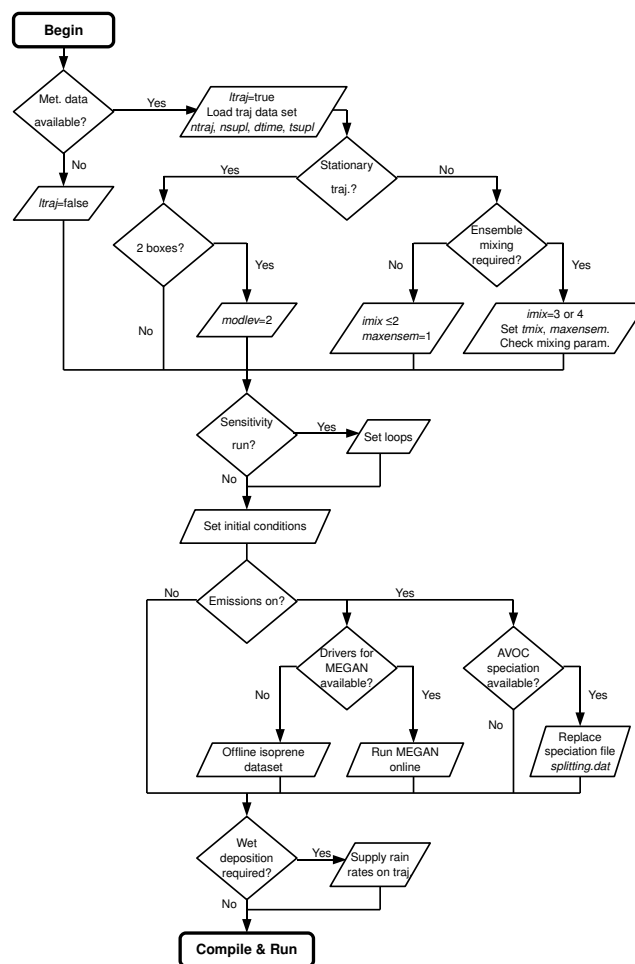 Begin
Met. data
available?
Yes
ltraj=true
Load traj data set
ntraj, nsupl, dtime, tsupl
No
ltraj=false
Stationary
traj.?
Yes
No
2 boxes?
Yes
No
modlev=2
Ensemble
mixing
required?
No
Yes
imix ≤2
maxensem=1
imix=3 or 4
Set tmix, maxensem.
Check mixing param.
Sensitivity
run?
Yes
Set loops
No
Set initial conditions
Emissions on?
No
Yes
Drivers for
MEGAN
available?
No
Yes
Offline isoprene
dataset
Run MEGAN
online
AVOC
speciation
available?
Yes
No
Replace
speciation file
splitting.dat
Wet
deposition
required?
Yes
Supply rain
rates on traj
No
Compile & Run